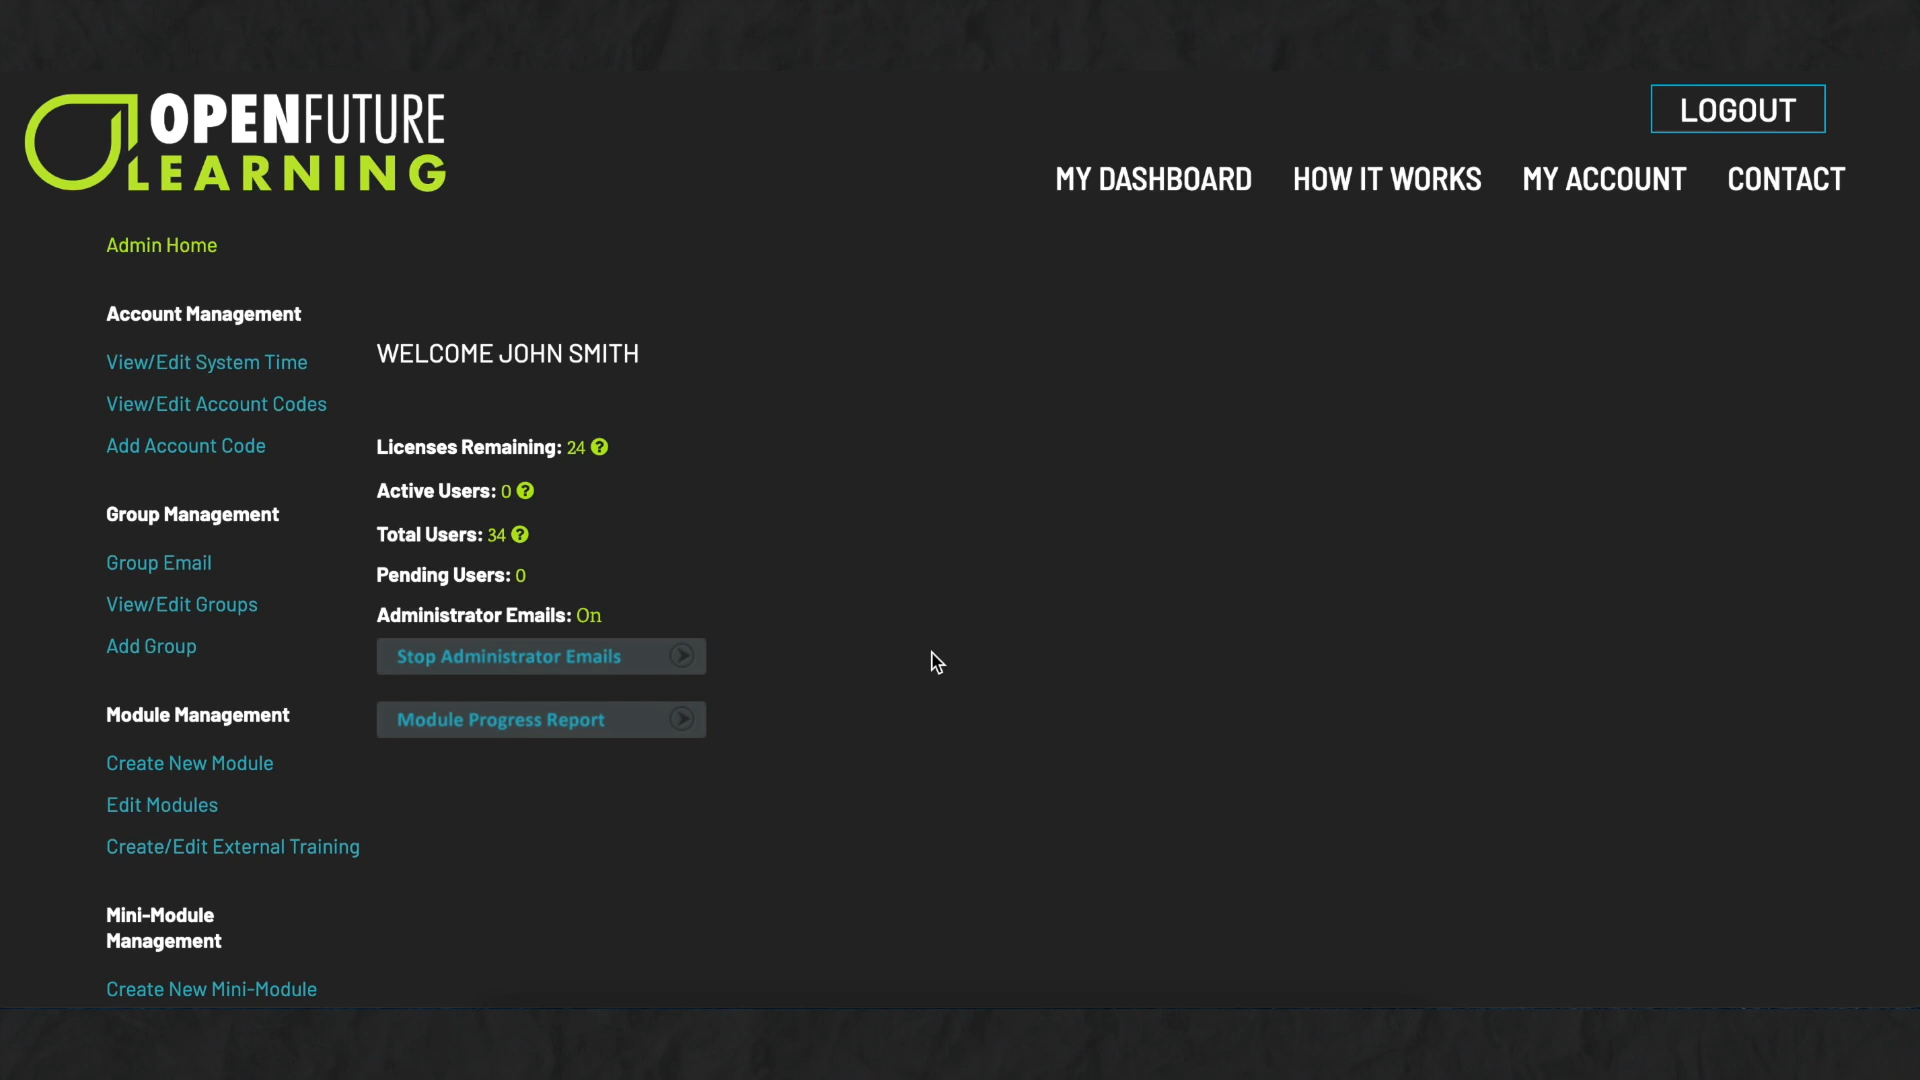 OPENFUTURE
LEARNING
LOGOUT
MY DASHBOARD HOW IT WORKS MY ACCOUNT CONTACT
Admin Home
Account Management
View/Edit System Time
View/Edit Account Codes
Add Account Code
Group Management
Group Email
View/Edit Groups
Add Group
Module Management
Create New Module
Edit Modules
Create/Edit External Training
Mini-Module
Management
Create New Mini-Module
WELCOME JOHN SMITH
Licenses Remaining: 24 ?
Active Users: 0 ?
Total Users: 34 ?
Pending Users: 0
Administrator Emails: On
Stop Administrator Emails
Module Progress Report